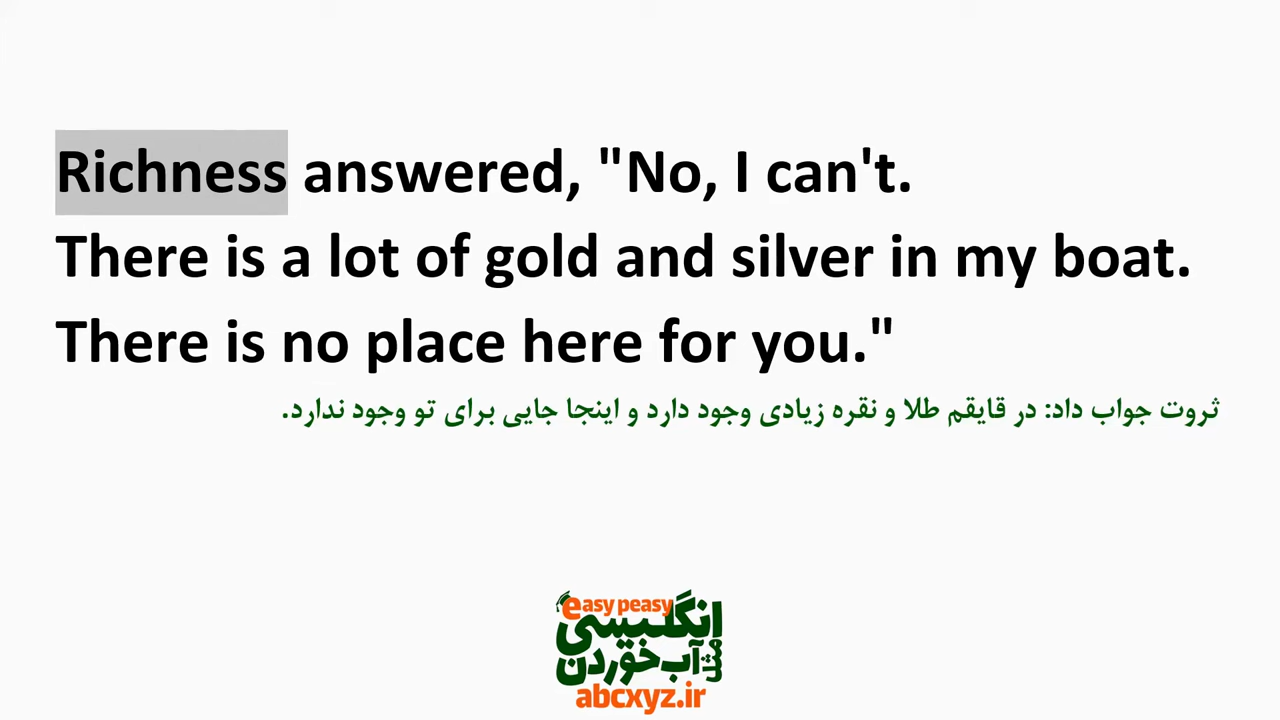 Richness answered, "No, I can't.
There is a lot of gold and silver in my boat.
There is no place here for you."
ثروت جواب داد: در قایقم طلا و نقره زیادی وجود دارد و اینجا جایی برای تو وجود ندارد.
easy peasy
انگلیسی
مثل آب خوردن
abcxyz.ir